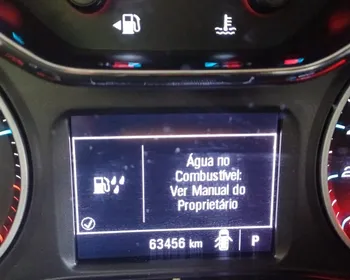 Água no
Combustível:
Ver Manual do
Proprietário
63456 km
P